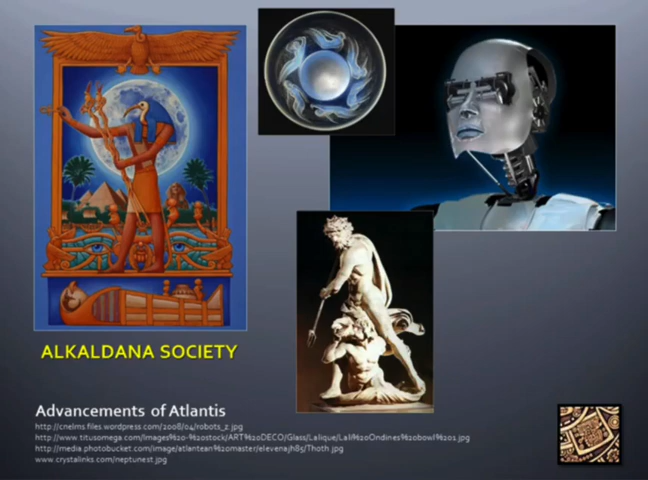 ALKALDANA SOCIETY
Advancements of Atlantis
http://cnelms.files.wordpress.com/2008/04/robots_z.jpg
http://www.titusomega.com/Images%20-%20stock/ART%20DECO/Glass/Lalique/Lali%20Ondines%20bowl%201.jpg
http://media.photobucket.com/image/atlantean%20master/elevenajh85/Thoth.jpg
www.crystalinks.com/neptunest.jpg